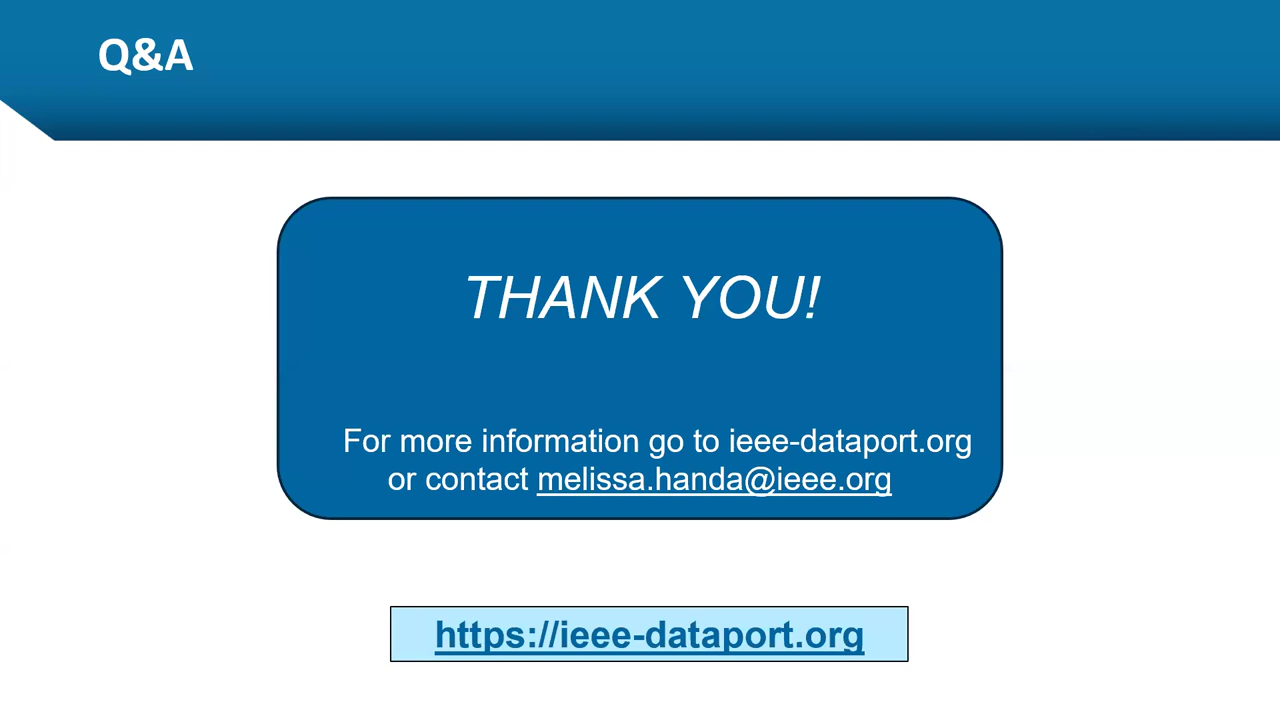 Q&A
THANK YOU!
For more information go to ieee-dataport.org
or contact melissa.handa@ieee.org
https://ieee-dataport.org